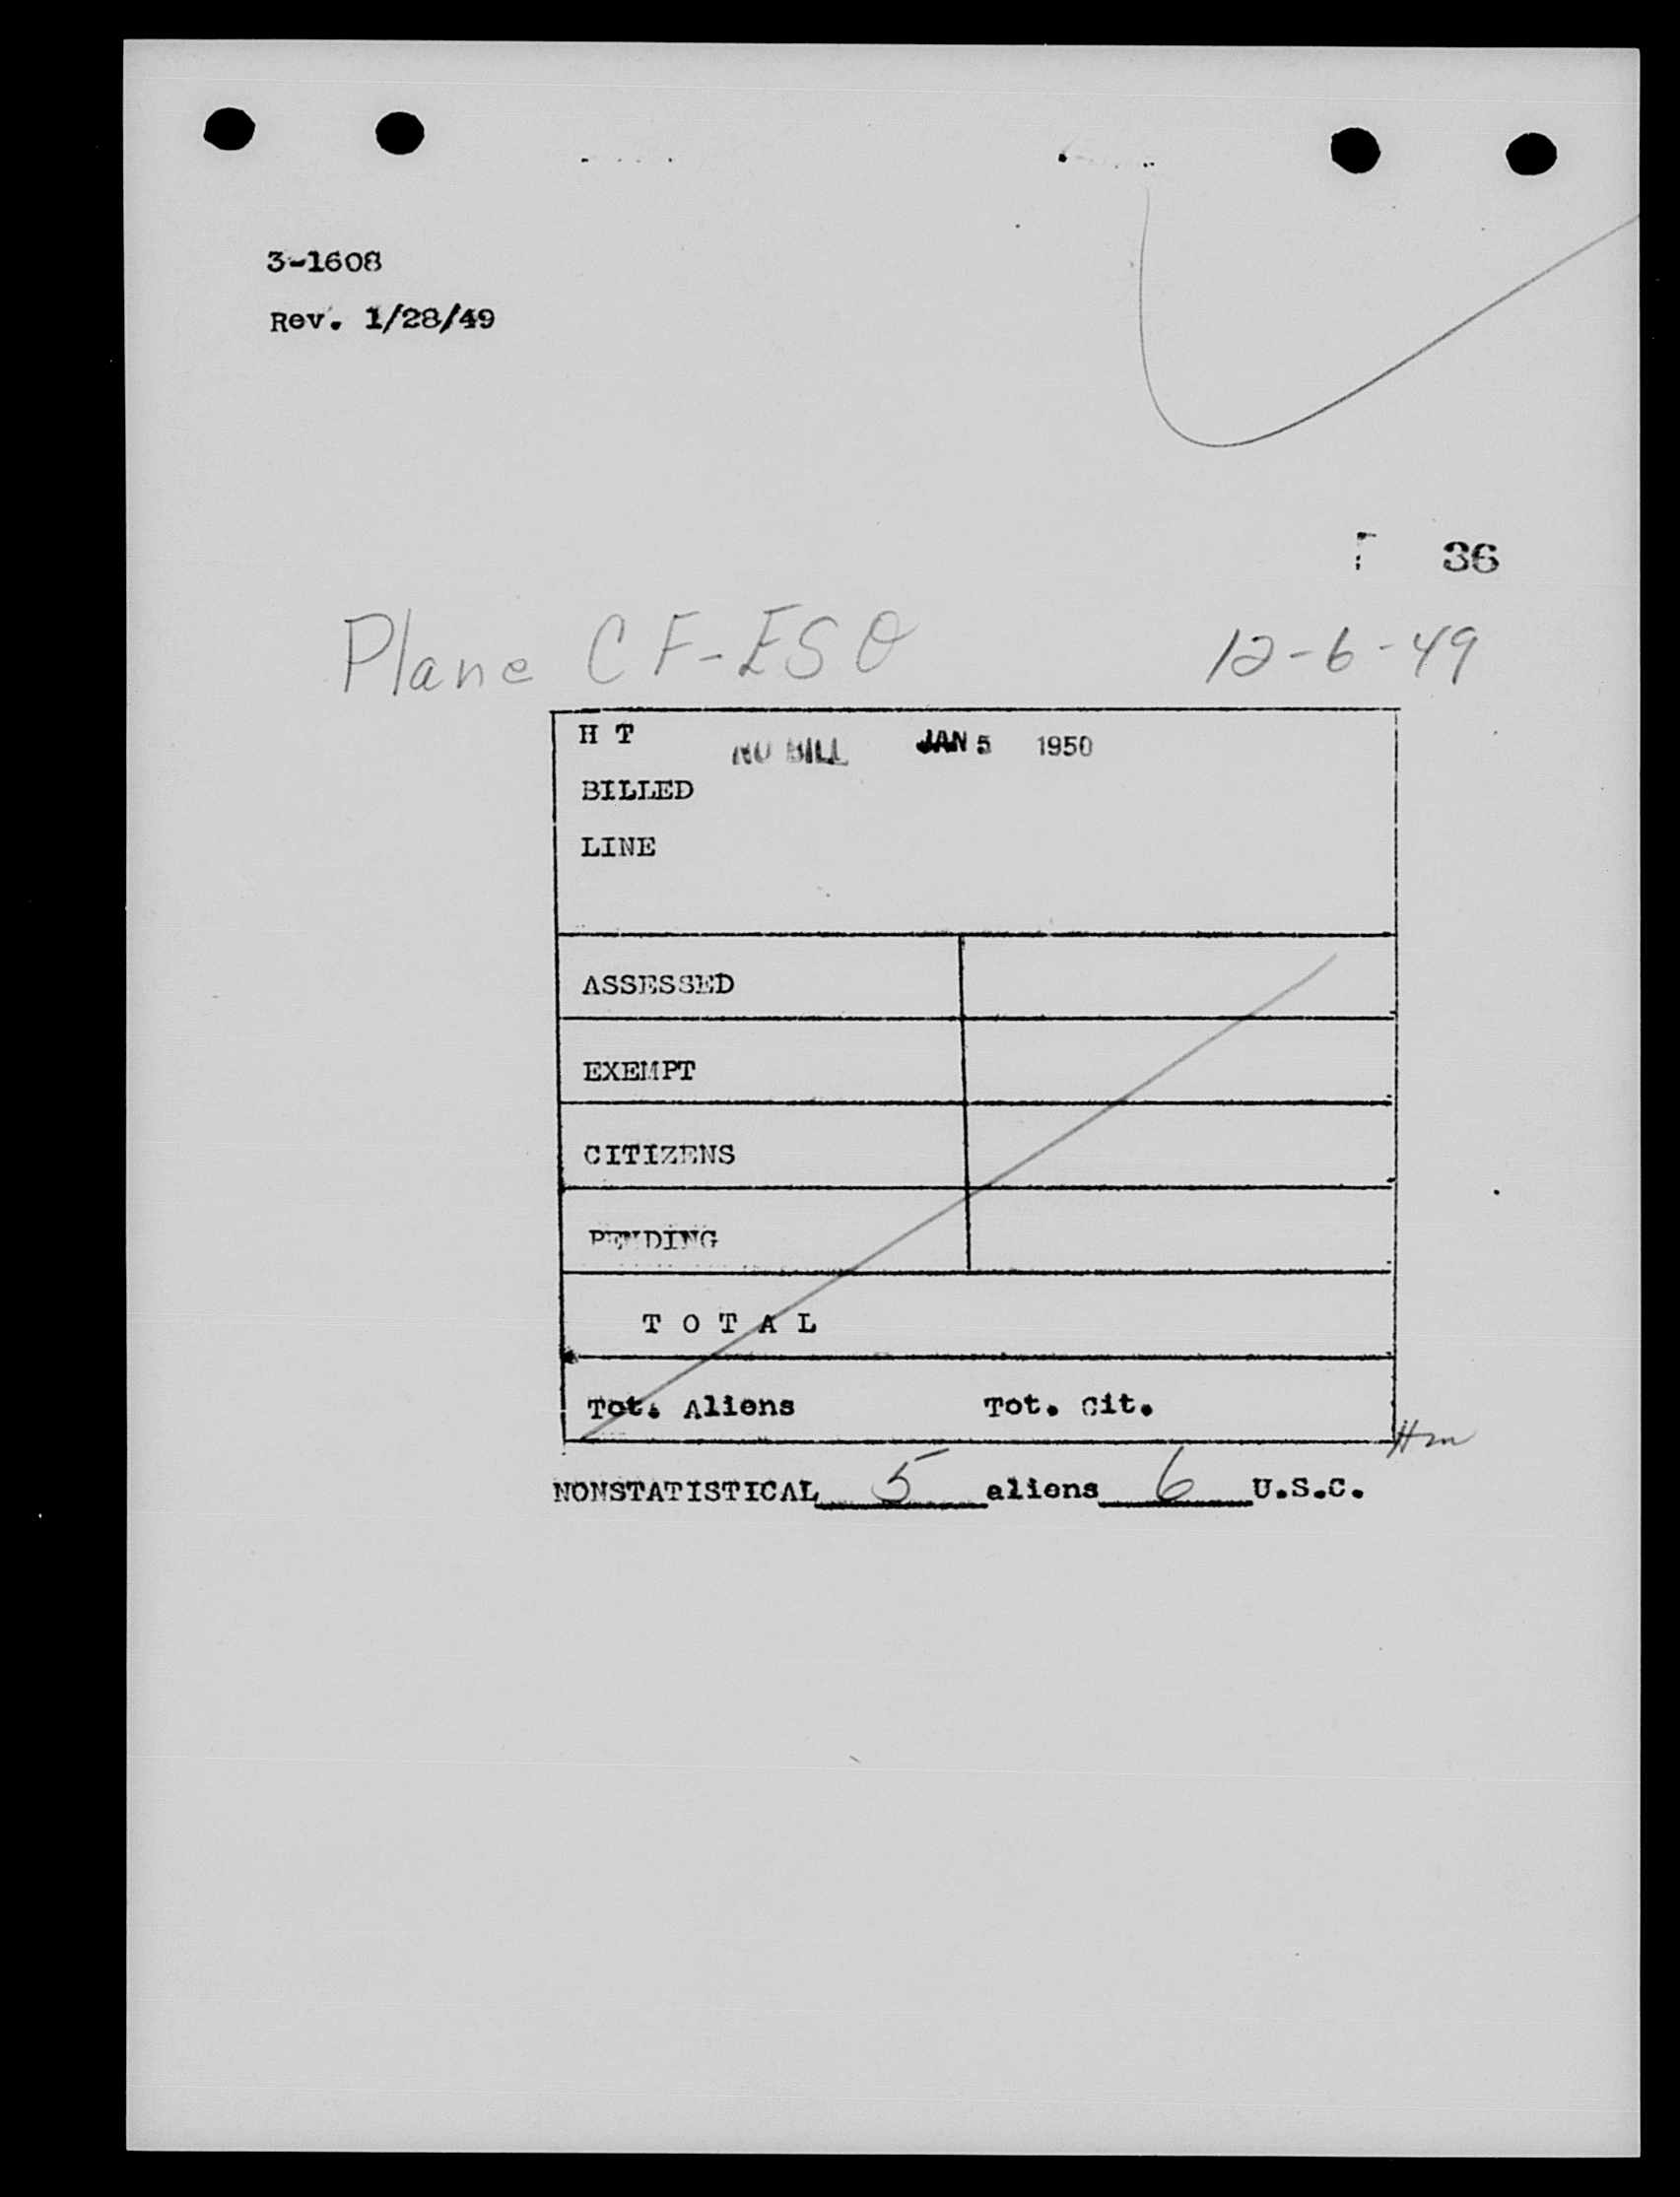 3-1608
Rev. 1/28/49
36
Plane CF-ESO 12-6-49
H T NO BILL JAN 5 1950
BILLED
LINE
ASSESSED
EXEMPT
CITIZENS
PENDING
T O T A L
Tot. Aliens Tot. Cit.
Hm
NONSTATISTICAL 5 aliens 6 U.S.C.